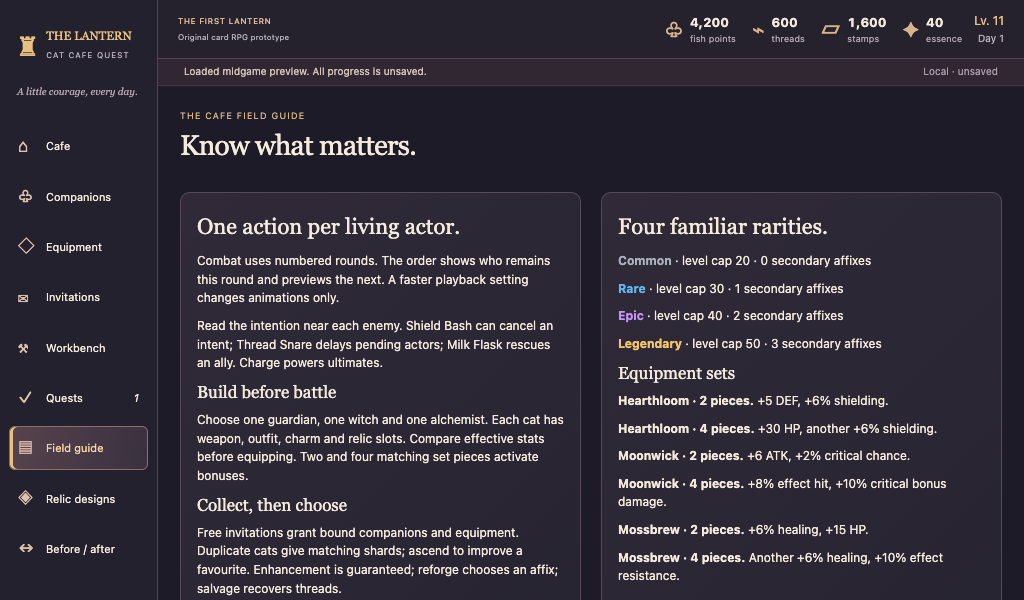 THE LANTERN
CAT CAFE QUEST
A little courage, every day.
Cafe
Companions
Equipment
Invitations
Workbench
Quests 1
Field guide
Relic designs
Before / after
THE FIRST LANTERN
Original card RPG prototype
4,200
fish points
600
threads
1,600
stamps
40
essence
Lv. 11
Day 1
Loaded midgame preview. All progress is unsaved.
Local · unsaved
THE CAFE FIELD GUIDE
Know what matters.
One action per living actor.
Combat uses numbered rounds. The order shows who remains
this round and previews the next. A faster playback setting
changes animations only.
Read the intention near each enemy. Shield Bash can cancel an
intent; Thread Snare delays pending actors; Milk Flask rescues
an ally. Charge powers ultimates.
Build before battle
Choose one guardian, one witch and one alchemist. Each cat has
weapon, outfit, charm and relic slots. Compare effective stats
before equipping. Two and four matching set pieces activate
bonuses.
Collect, then choose
Free invitations grant bound companions and equipment.
Duplicate cats give matching shards; ascend to improve a
favourite. Enhancement is guaranteed; reforge chooses an affix;
salvage recovers threads.
Four familiar rarities.
Common · level cap 20 · 0 secondary affixes
Rare · level cap 30 · 1 secondary affixes
Epic · level cap 40 · 2 secondary affixes
Legendary · level cap 50 · 3 secondary affixes
Equipment sets
Hearthloom · 2 pieces. +5 DEF, +6% shielding.
Hearthloom · 4 pieces. +30 HP, another +6% shielding.
Moonwick · 2 pieces. +6 ATK, +2% critical chance.
Moonwick · 4 pieces. +8% effect hit, +10% critical bonus
damage.
Mossbrew · 2 pieces. +6% healing, +15 HP.
Mossbrew · 4 pieces. Another +6% healing, +10% effect
resistance.